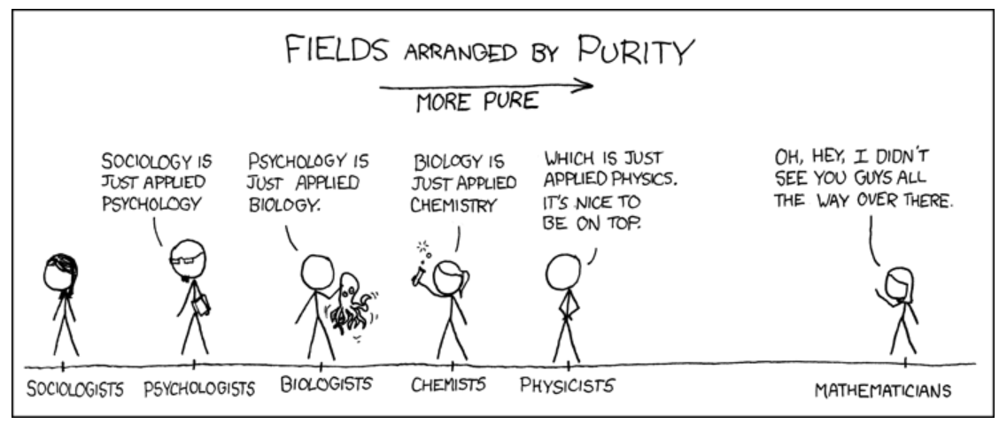 FIELDS ARRANGED BY PURITY
MORE PURE
SOCIOLOGY IS
JUST APPLIED
PSYCHOLOGY
PSYCHOLOGY IS
JUST APPLIED
BIOLOGY.
BIOLOGY IS
JUST APPLIED
CHEMISTRY
WHICH IS JUST
APPLIED PHYSICS.
IT'S NICE TO
BE ON TOP.
OH, HEY, I DIDN'T
SEE YOU GUYS ALL
THE WAY OVER THERE.
SOCIOLOGISTS
PSYCHOLOGISTS
BIOLOGISTS
CHEMISTS
PHYSICISTS
MATHEMATICIANS